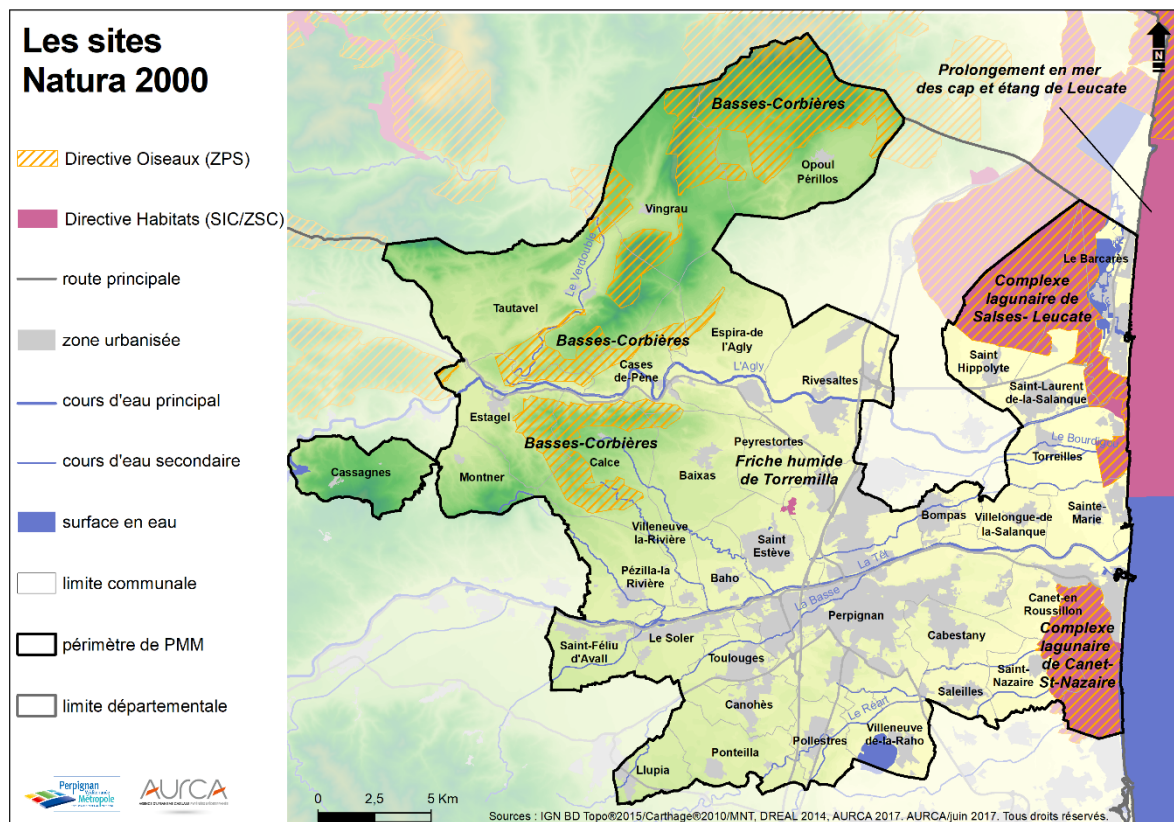 Les sites
Natura 2000
Directive Oiseaux (ZPS)
Directive Habitats (SIC/ZSC)
route principale
zone urbanisée
cours d'eau principal
cours d'eau secondaire
surface en eau
limite communale
périmètre de PMM
limite départementale
Perpignan
Méditerranée
Métropole
AURCA
0 2,5 5 Km
Sources : IGN BD Topo®2015/Carthage®2010/MNT, DREAL 2014, AURCA 2017. AURCA/juin 2017. Tous droits réservés.
N
Prolongement en mer
des cap et étang de Leucate
Basses-Corbières
Opoul
Périllos
Vingrau
Le Verdouble
Tautavel
Le Barcarès
Complexe
lagunaire de
Salses- Leucate
Basses-Corbières
Espira-de
l'Agly
Cases
de-Pène
L'Agly
Rivesaltes
Saint
Hippolyte
Saint-Laurent
de-la-Salanque
Estagel
Basses-Corbières
Calce
Peyrestortes
Le Bourdig
Torreilles
Cassagnes
Montner
Baixas
Friche humide
de Torremilla
Villeneuve
la-Rivière
Saint
Estève
Bompas
Villelongue-de
la-Salanque
Sainte-
Marie
Pézilla-la
Rivière
Baho
La Têt
La Basse
Perpignan
Canet-en
Roussillon
Complexe
lagunaire
de Canet-
St-Nazaire
Saint-Féliu
d'Avall
Le Soler
Toulouges
Cabestany
Saint-
Nazaire
Saleilles
Canohès
Le Réart
Villeneuve
de-la-Raho
Pollestres
Ponteilla
Llupia